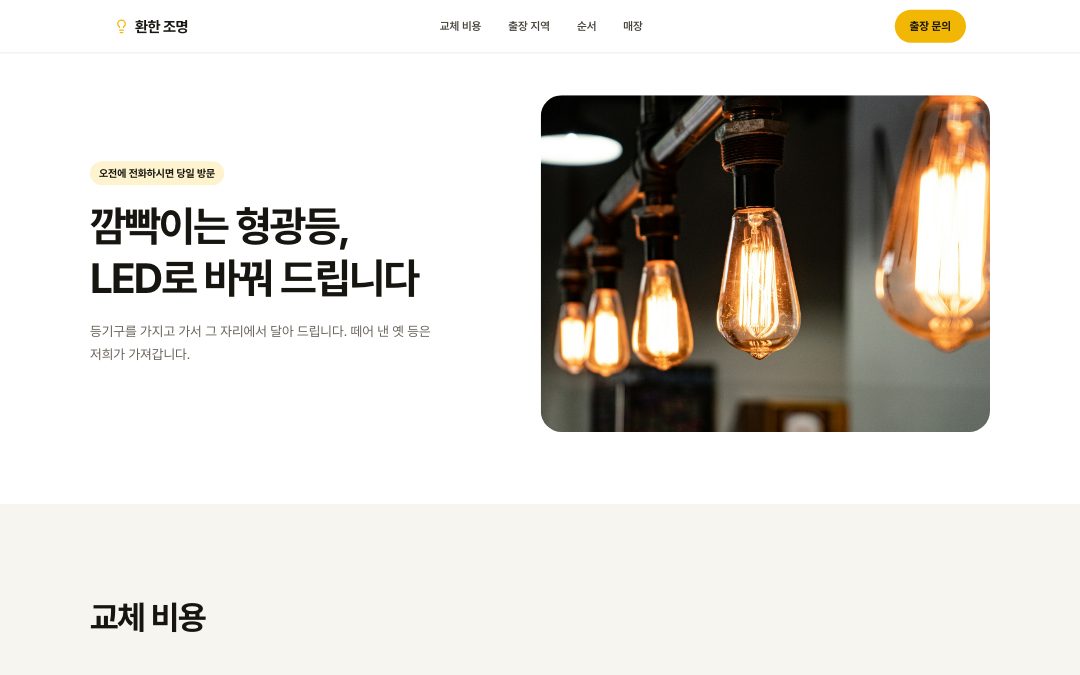 환한 조명
교체 비용
출장 지역
순서
매장
출장 문의
오전에 전화하시면 당일 방문
깜빡이는 형광등,
LED로 바꿔 드립니다
등기구를 가지고 가서 그 자리에서 달아 드립니다. 떼어 낸 옛 등은
저희가 가져갑니다.
교체 비용